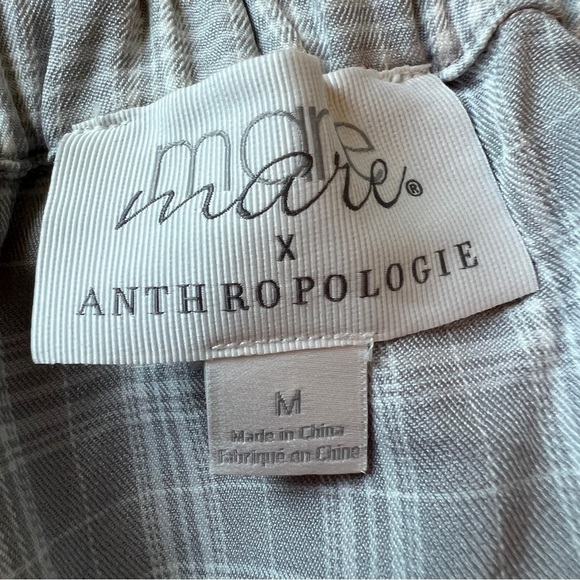 mare
mare®
X
ANTHROPOLOGIE
M
Made in China
Fabriqué en Chine